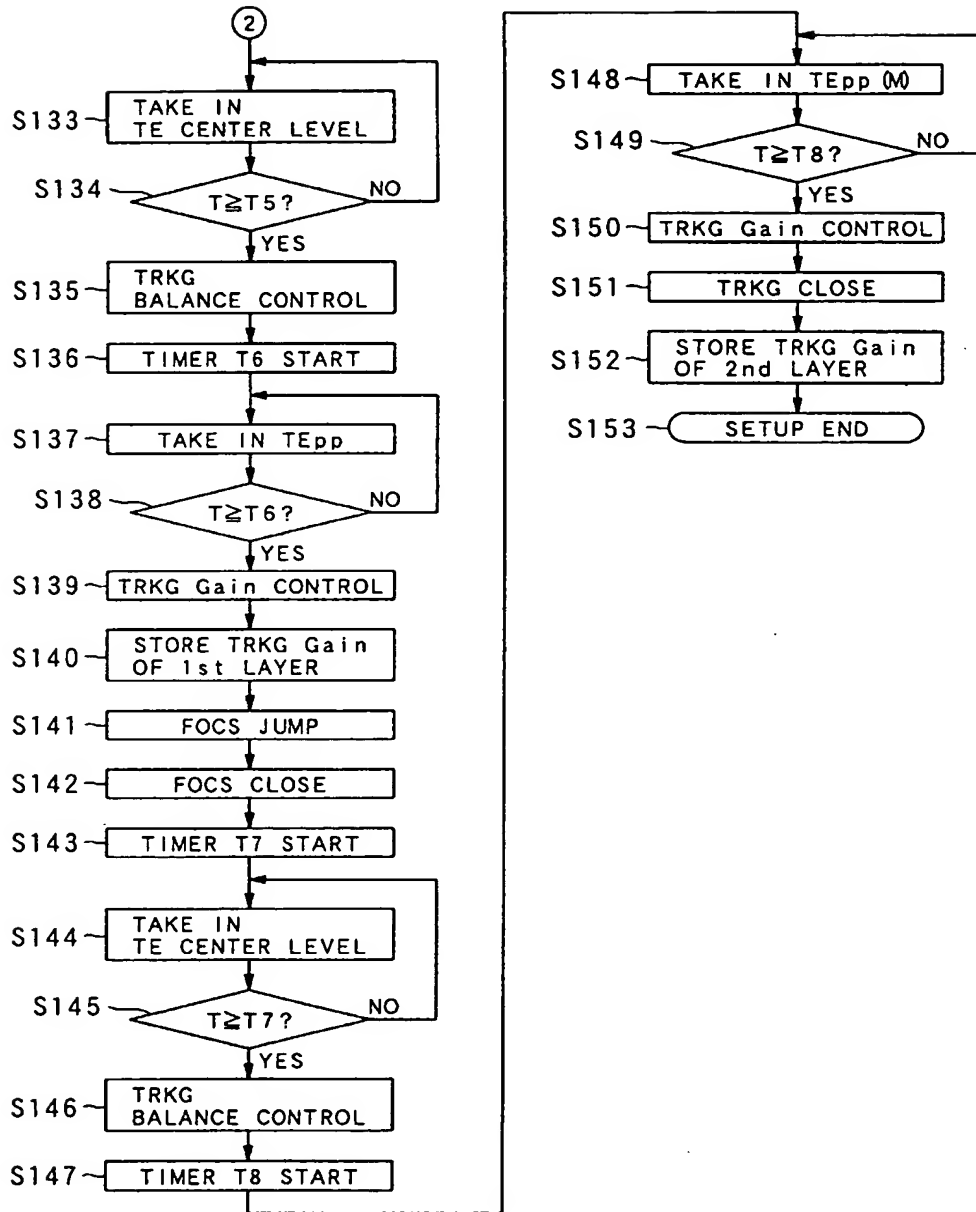 2
S133
TAKE IN
TE CENTER LEVEL
S134
T≧T5?
NO
YES
S135
TRKG
BALANCE CONTROL
S136
TIMER T6 START
S137
TAKE IN TEpp
S138
T≧T6?
NO
YES
S139
TRKG Gain CONTROL
S140
STORE TRKG Gain
OF 1st LAYER
S141
FOCS JUMP
S142
FOCS CLOSE
S143
TIMER T7 START
S144
TAKE IN
TE CENTER LEVEL
S145
T≧T7?
NO
YES
S146
TRKG
BALANCE CONTROL
S147
TIMER T8 START
S148
TAKE IN TEpp (M)
S149
T≧T8?
NO
YES
S150
TRKG Gain CONTROL
S151
TRKG CLOSE
S152
STORE TRKG Gain
OF 2nd LAYER
S153
SETUP END